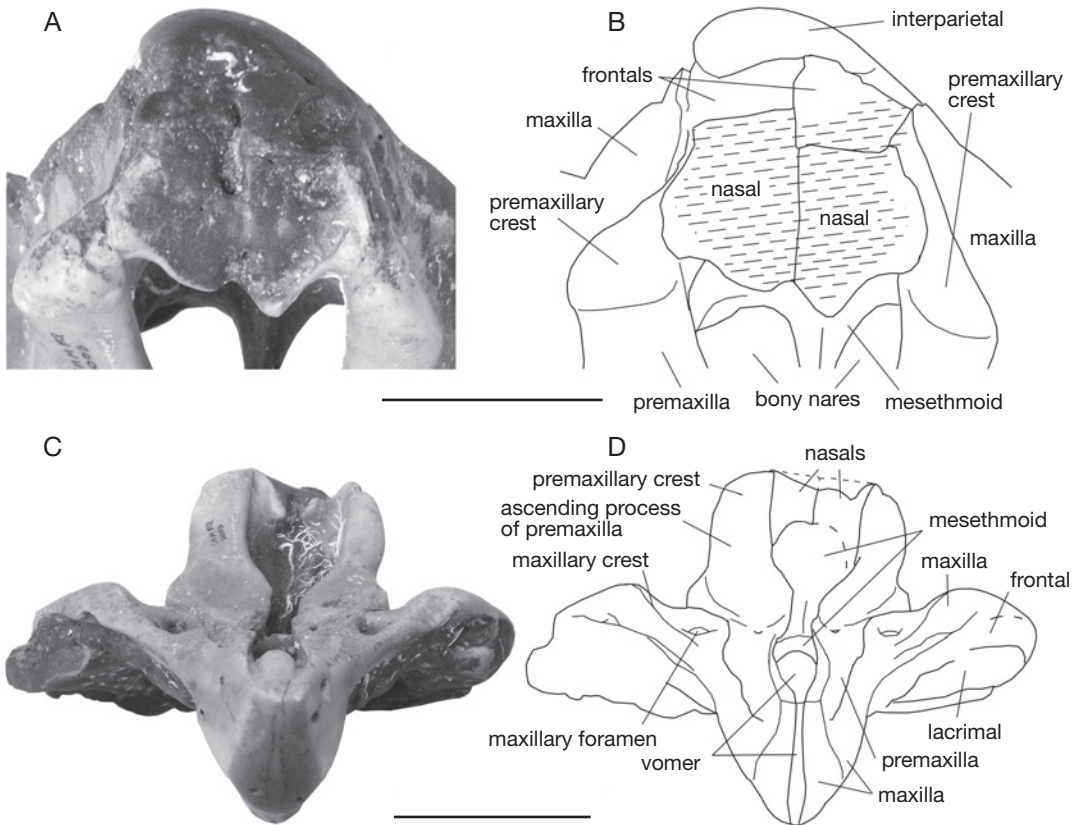 A
B
interparietal
frontals
premaxillary
crest
maxilla
nasal
nasal
premaxillary
crest
maxilla
premaxilla
bony nares
mesethmoid
C
D
nasals
premaxillary crest
ascending process
of premaxilla
mesethmoid
maxillary crest
maxilla
frontal
maxillary foramen
vomer
lacrimal
premaxilla
maxilla